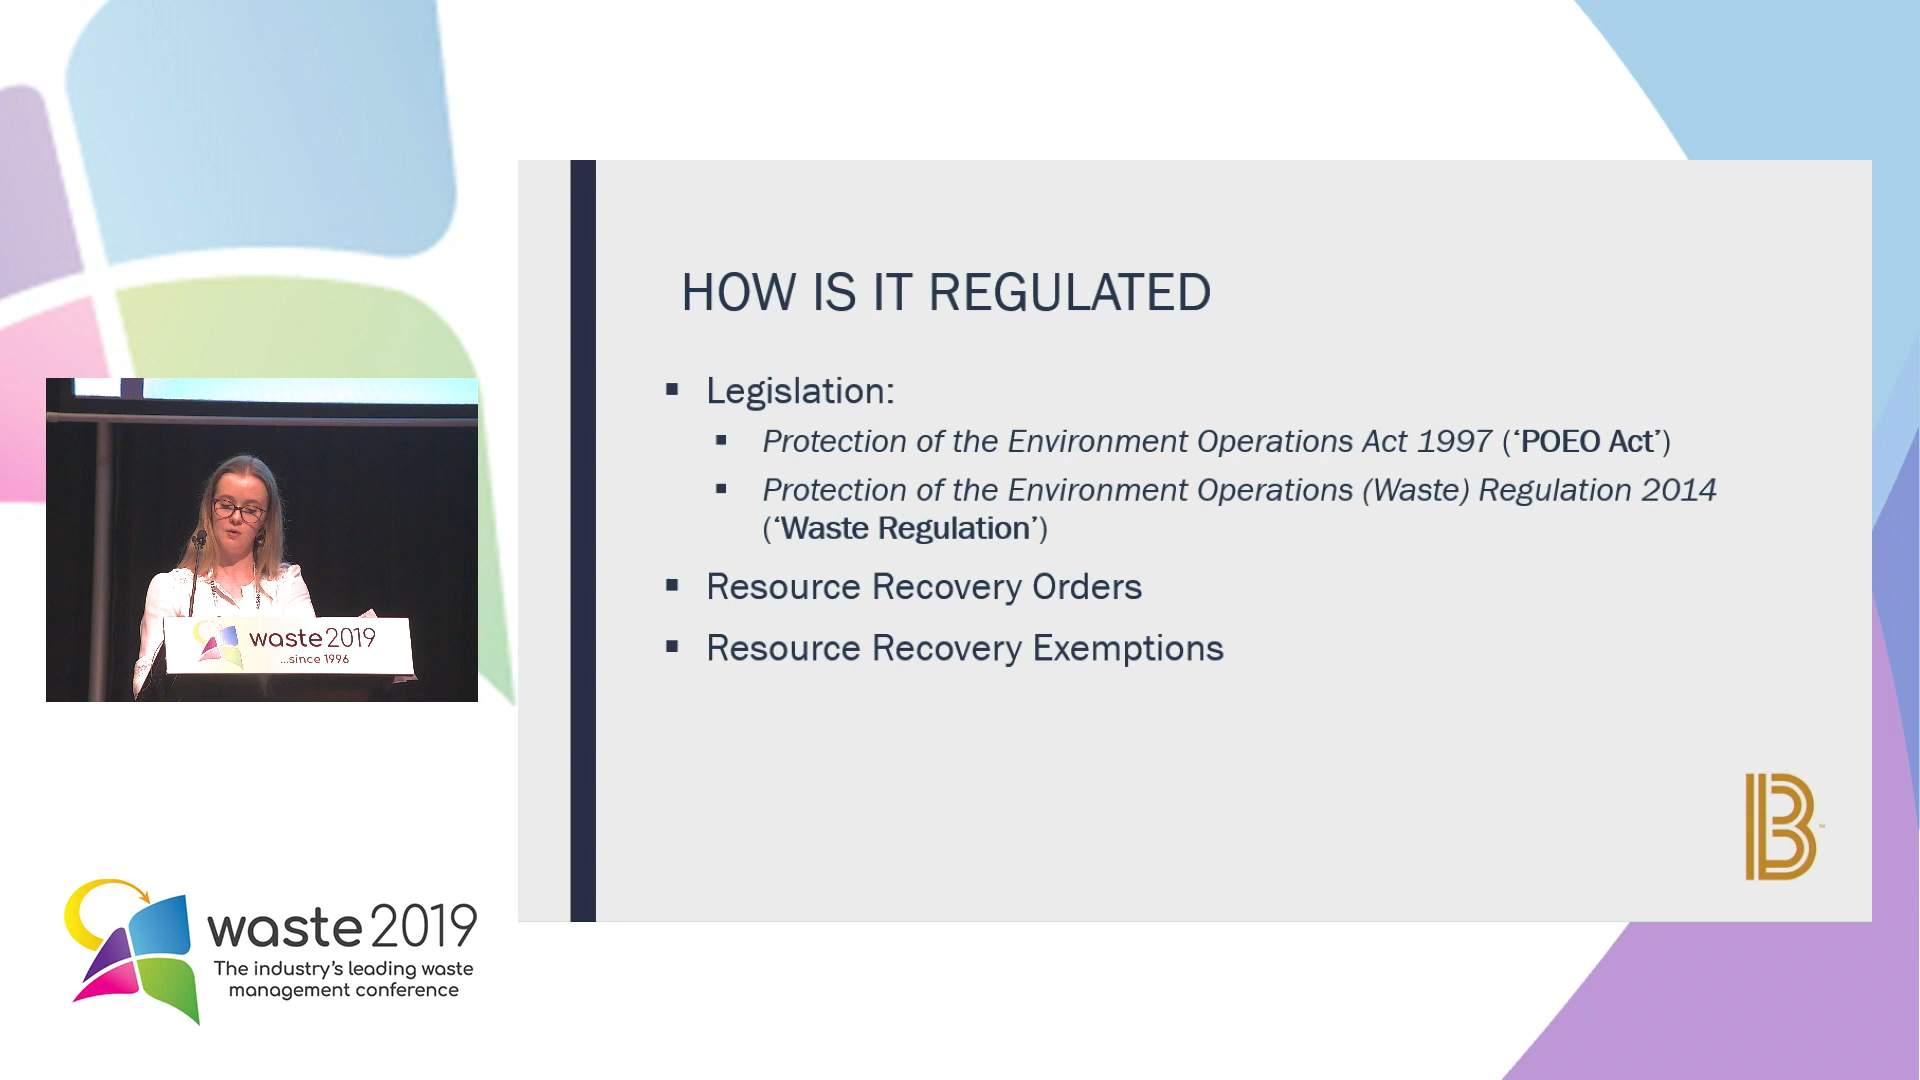 HOW IS IT REGULATED
▪ Legislation:
▪ Protection of the Environment Operations Act 1997 (‘POEO Act’)
▪ Protection of the Environment Operations (Waste) Regulation 2014
(‘Waste Regulation’)
▪ Resource Recovery Orders
▪ Resource Recovery Exemptions
B
waste 2019
...since 1996
waste 2019
The industry’s leading waste
management conference